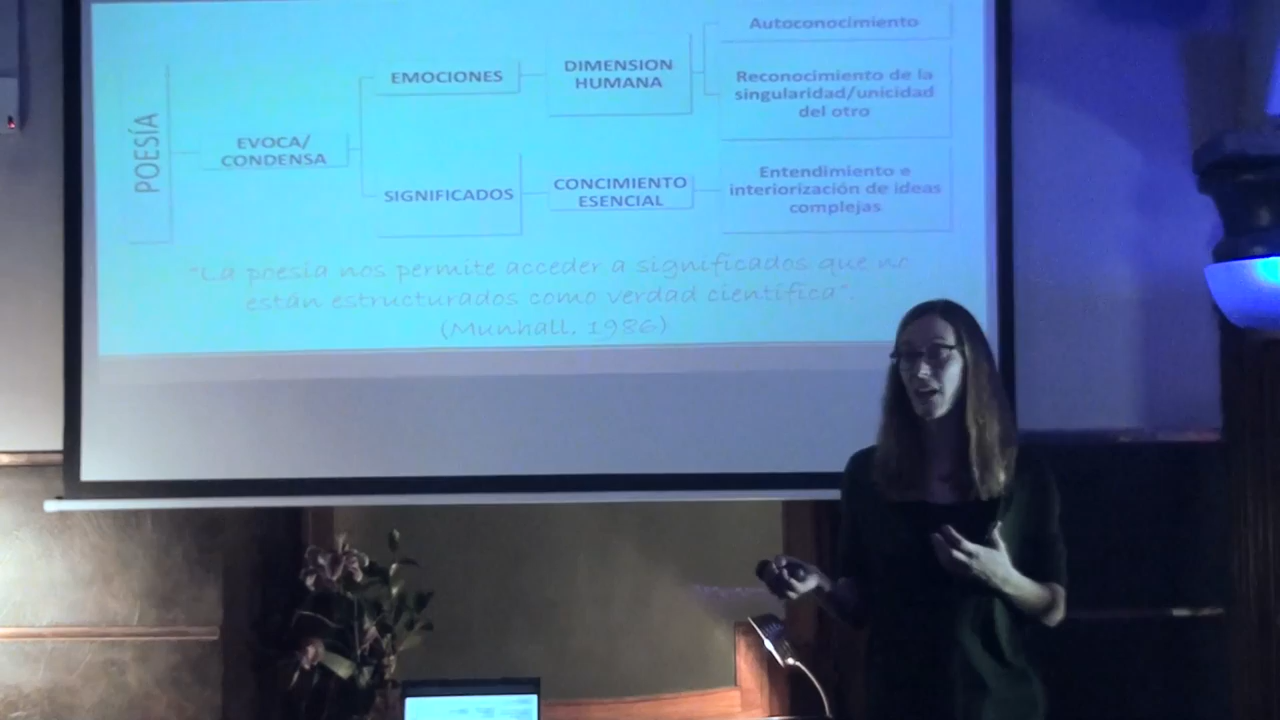 POESÍA
EVOCA/
CONDENSA
EMOCIONES
DIMENSION
HUMANA
Autoconocimiento
Reconocimiento de la
singularidad/unicidad
del otro
SIGNIFICADOS
CONCIMIENTO
ESENCIAL
Entendimiento e
interiorización de ideas
complejas
"La poesía nos permite acceder a significados que no
están estructurados como verdad científica".
(Munhall, 1986)